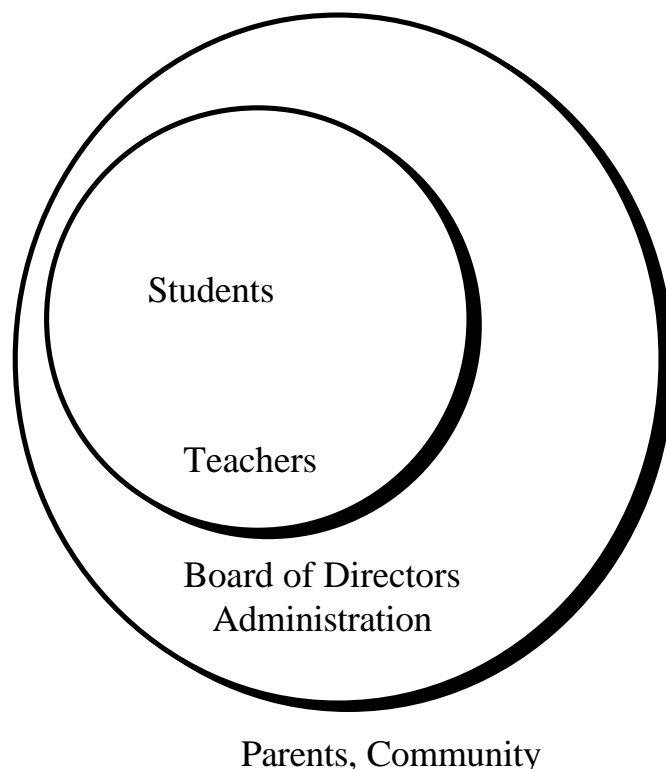 Students
Teachers
Board of Directors
Administration
Parents, Community